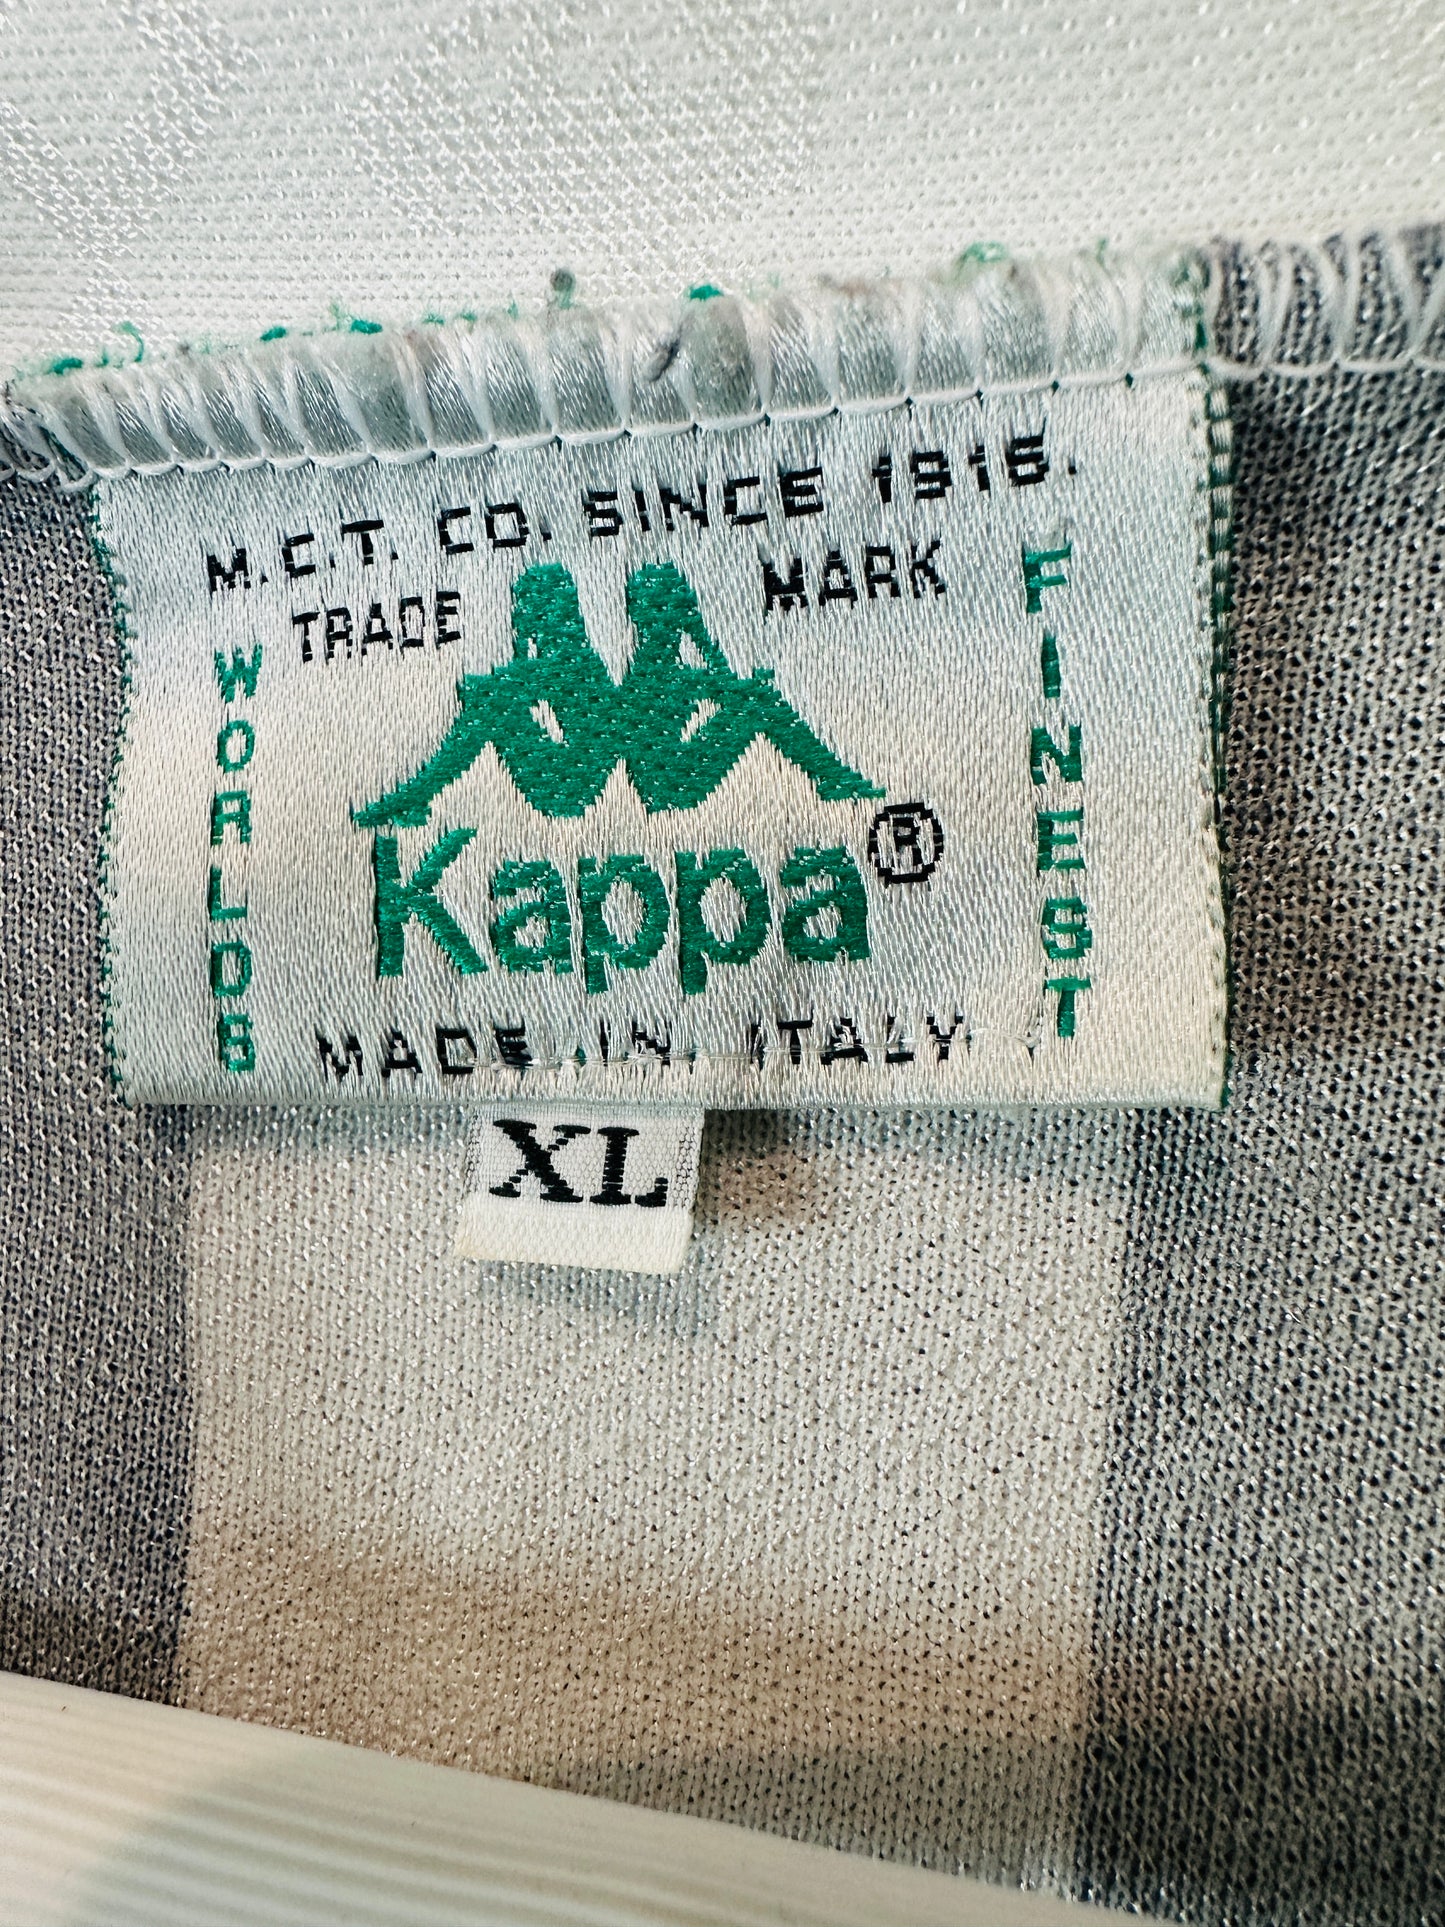 M.C.T. CO. SINCE 1916.
TRADE MARK
WORLDS
FINEST
Kappa®
MADE IN ITALY
XL